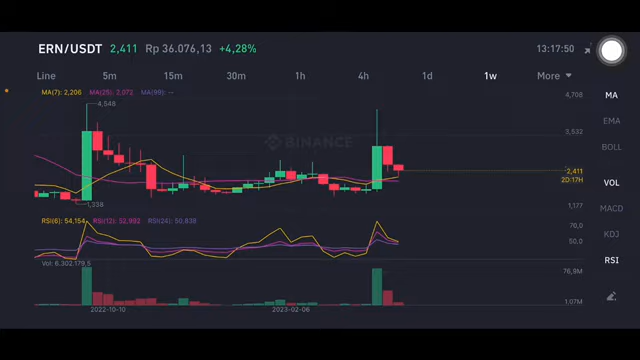 ERN/USDT 2,411 Rp 36.076,13 +4,28% 13:17:50
Line 5m 15m 30m 1h 4h 1d 1w More
MA(7): 2,206 MA(25): 2,072 MA(99): --
4,708
MA
4,548
EMA
3,532
BINANCE
BOLL
2,411
2D:17H
VOL
1,338
1,177
MACD
RSI(6): 54,154 RSI(12): 52,992 RSI(24): 50,838
70,0
KDJ
50,0
RSI
Vol: 6.302.179,5
76,9M
1,07M
2022-10-10 2023-02-06